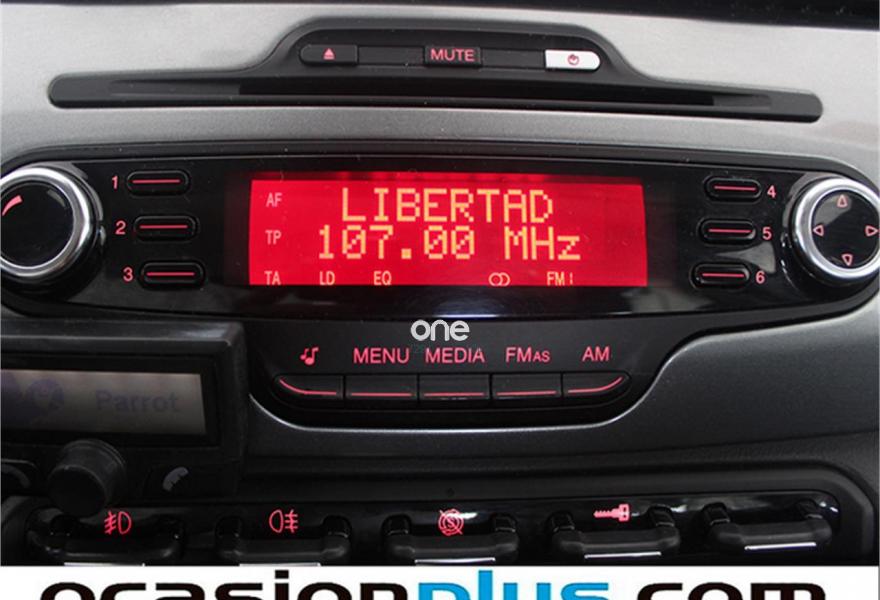 MUTE
1
4
AF LIBERTAD
2
5
TP 107.00 MHz
3
6
TA LD EQ FM1
one
MENU MEDIA FMAS AM
Parrot
ocasionplus.com